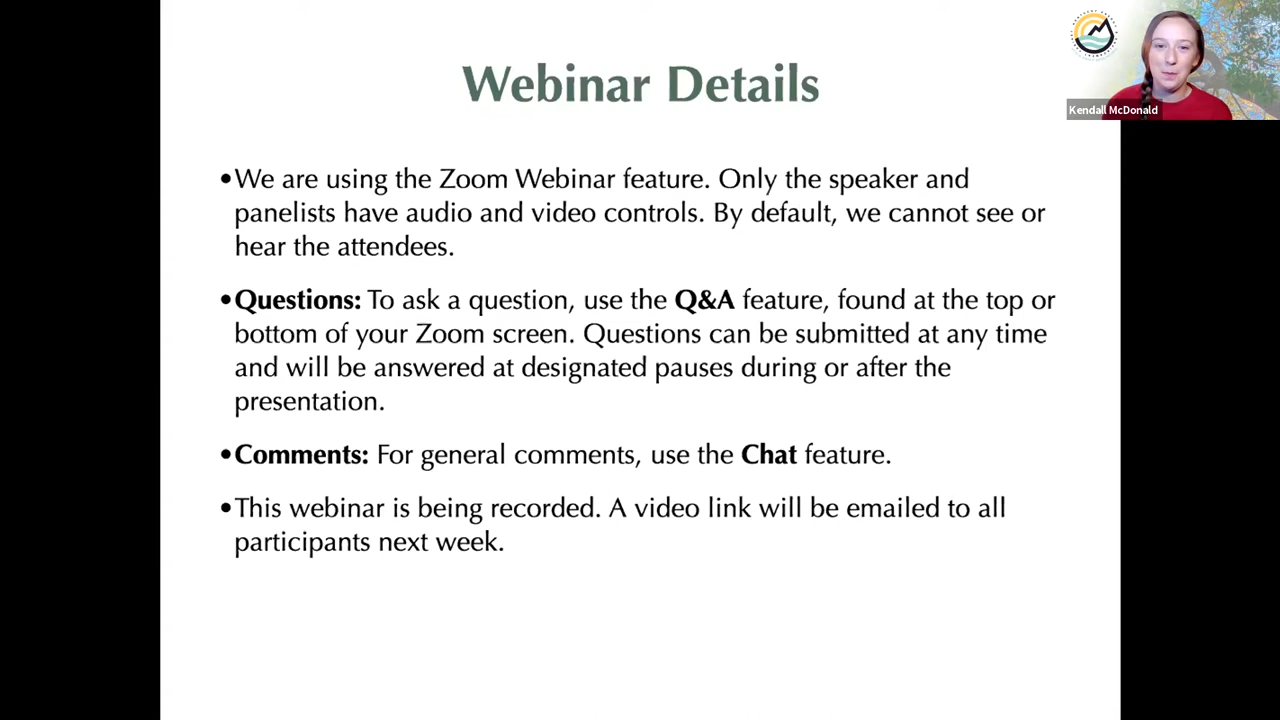 Webinar Details
Kendall McDonald
•We are using the Zoom Webinar feature. Only the speaker and
panelists have audio and video controls. By default, we cannot see or
hear the attendees.
•Questions: To ask a question, use the Q&A feature, found at the top or
bottom of your Zoom screen. Questions can be submitted at any time
and will be answered at designated pauses during or after the
presentation.
•Comments: For general comments, use the Chat feature.
•This webinar is being recorded. A video link will be emailed to all
participants next week.